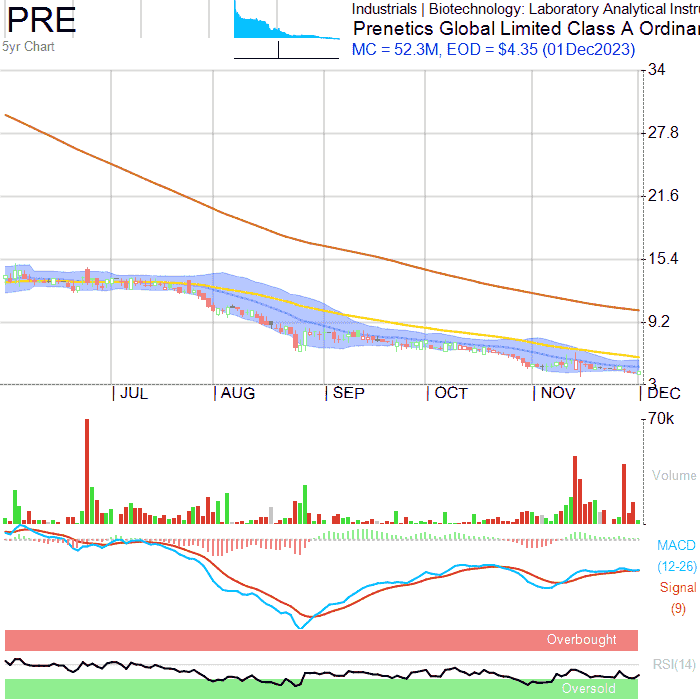 PRE
5yr Chart
Industrials | Biotechnology: Laboratory Analytical Instru
Prenetics Global Limited Class A Ordinar
MC = 52.3M, EOD = $4.35 (01Dec2023)
34
27.8
21.6
15.4
9.2
3
JUL AUG SEP OCT NOV DEC
70k
Volume
MACD
(12-26)
Signal
(9)
Overbought
RSI(14)
Oversold